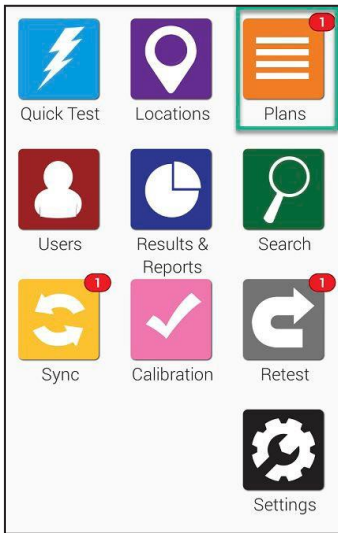 1
Quick Test
Locations
Plans
Users
Results &
Reports
Search
1
1
Sync
Calibration
Retest
Settings